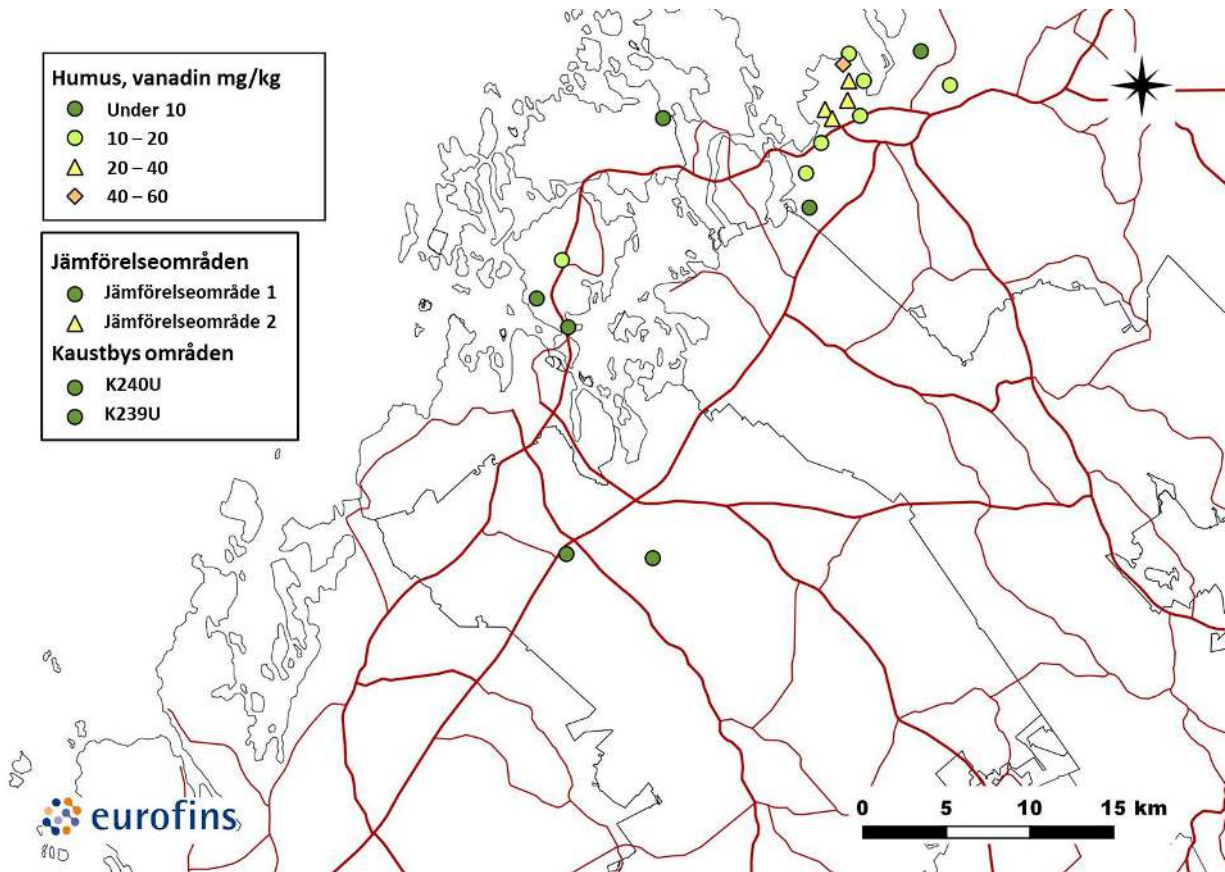 Humus, vanadin mg/kg
Under 10
10 – 20
20 – 40
40 – 60
Jämförelseområden
Jämförelseområde 1
Jämförelseområde 2
Kaustbys områden
K240U
K239U
eurofins
0 5 10 15 km